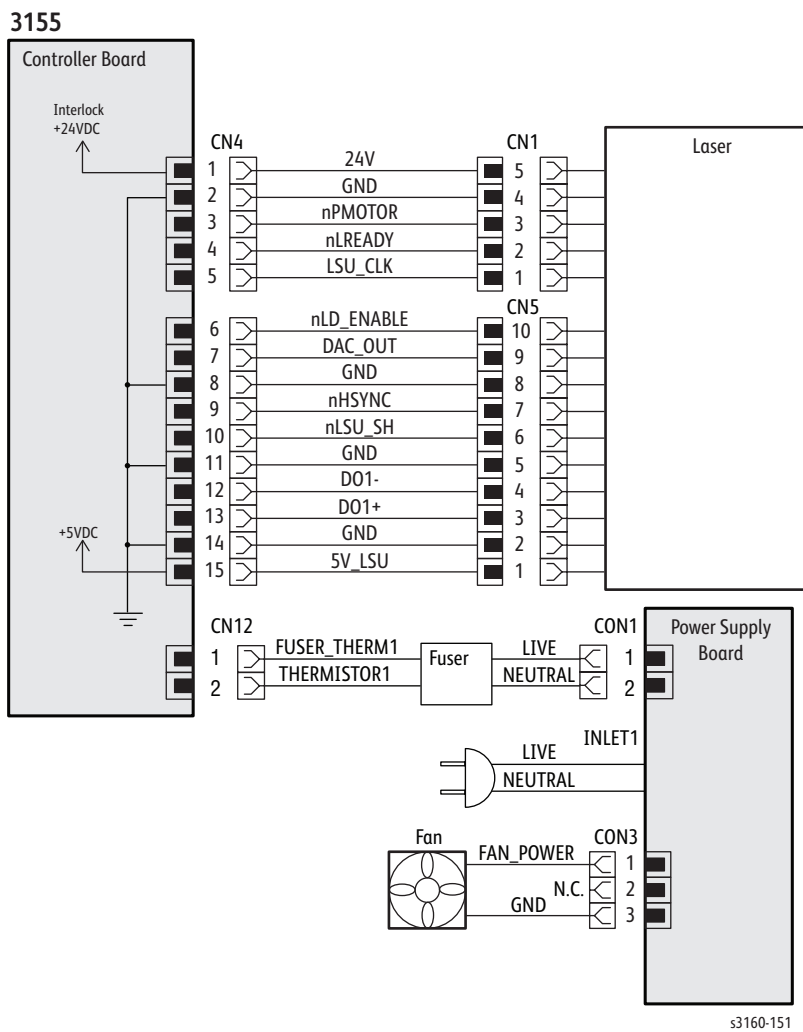 3155
Controller Board
Interlock
+24VDC
CN4
CN1
Laser
1 24V 5
2 GND 4
3 nPMOTOR 3
4 nLREADY 2
5 LSU_CLK 1
CN5
6 nLD_ENABLE 10
7 DAC_OUT 9
8 GND 8
9 nHSYNC 7
10 nLSU_SH 6
11 GND 5
12 DO1- 4
13 DO1+ 3
+5VDC
14 GND 2
15 5V_LSU 1
CN12
CON1
Power Supply
Board
1 FUSER_THERM1 Fuser LIVE 1
2 THERMISTOR1 NEUTRAL 2
INLET1
LIVE
NEUTRAL
Fan
CON3
FAN_POWER 1
N.C. 2
GND 3
s3160-151